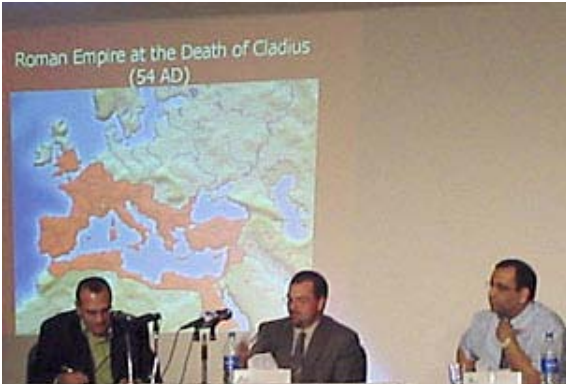 Roman Empire at the Death of Cladius
(54 AD)